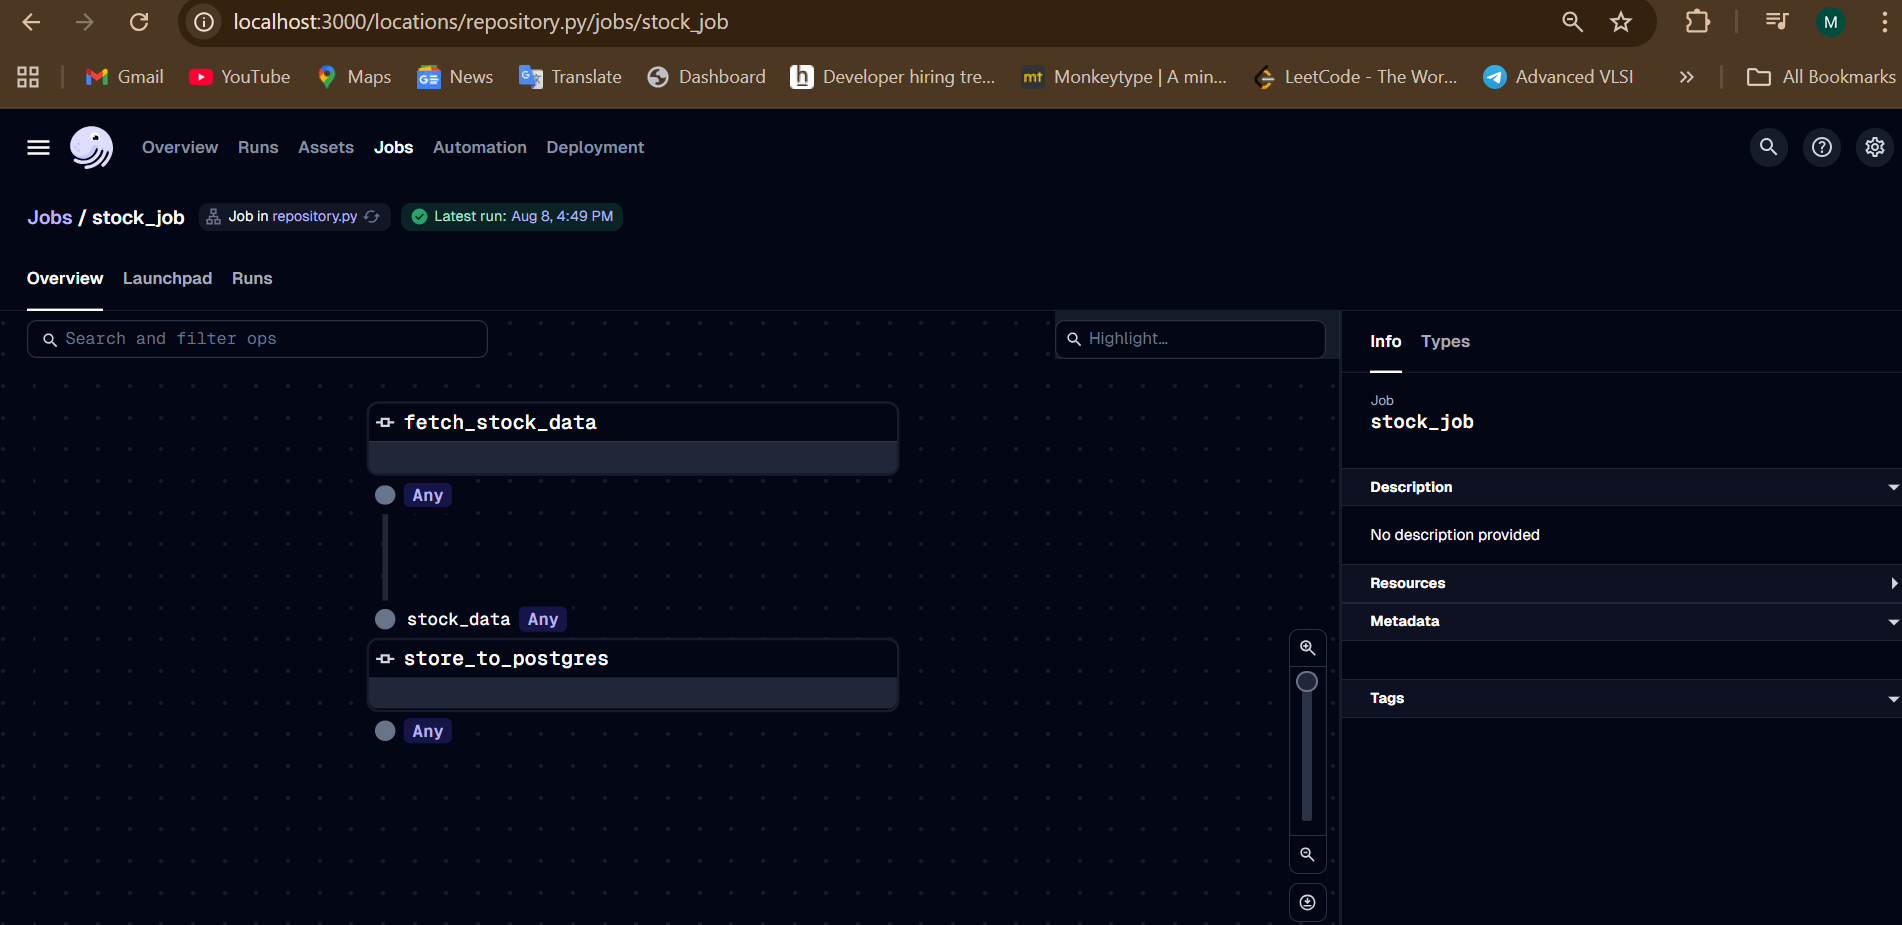 localhost:3000/locations/repository.py/jobs/stock_job
M
Gmail YouTube Maps News Translate Dashboard Developer hiring tre... Monkeytype | A min... LeetCode - The Wor... Advanced VLSI » All Bookmarks
Overview Runs Assets Jobs Automation Deployment
Jobs / stock_job Job in repository.py Latest run: Aug 8, 4:49 PM
Overview Launchpad Runs
Search and filter ops
Highlight...
fetch_stock_data
Any
stock_data Any
store_to_postgres
Any
Info Types
Job
stock_job
Description
No description provided
Resources
Metadata
Tags